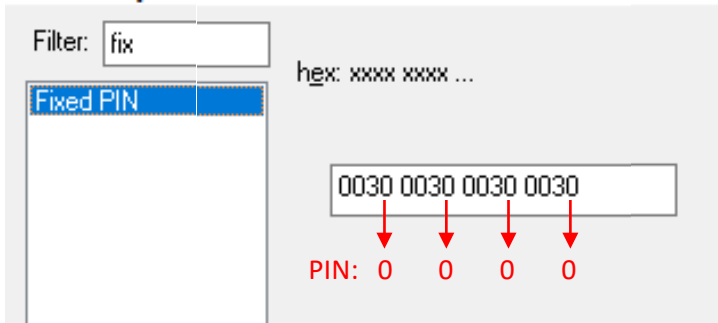 Filter: fix
hex: xxxx xxxx ...
Fixed PIN
0030 0030 0030 0030
PIN: 0 0 0 0